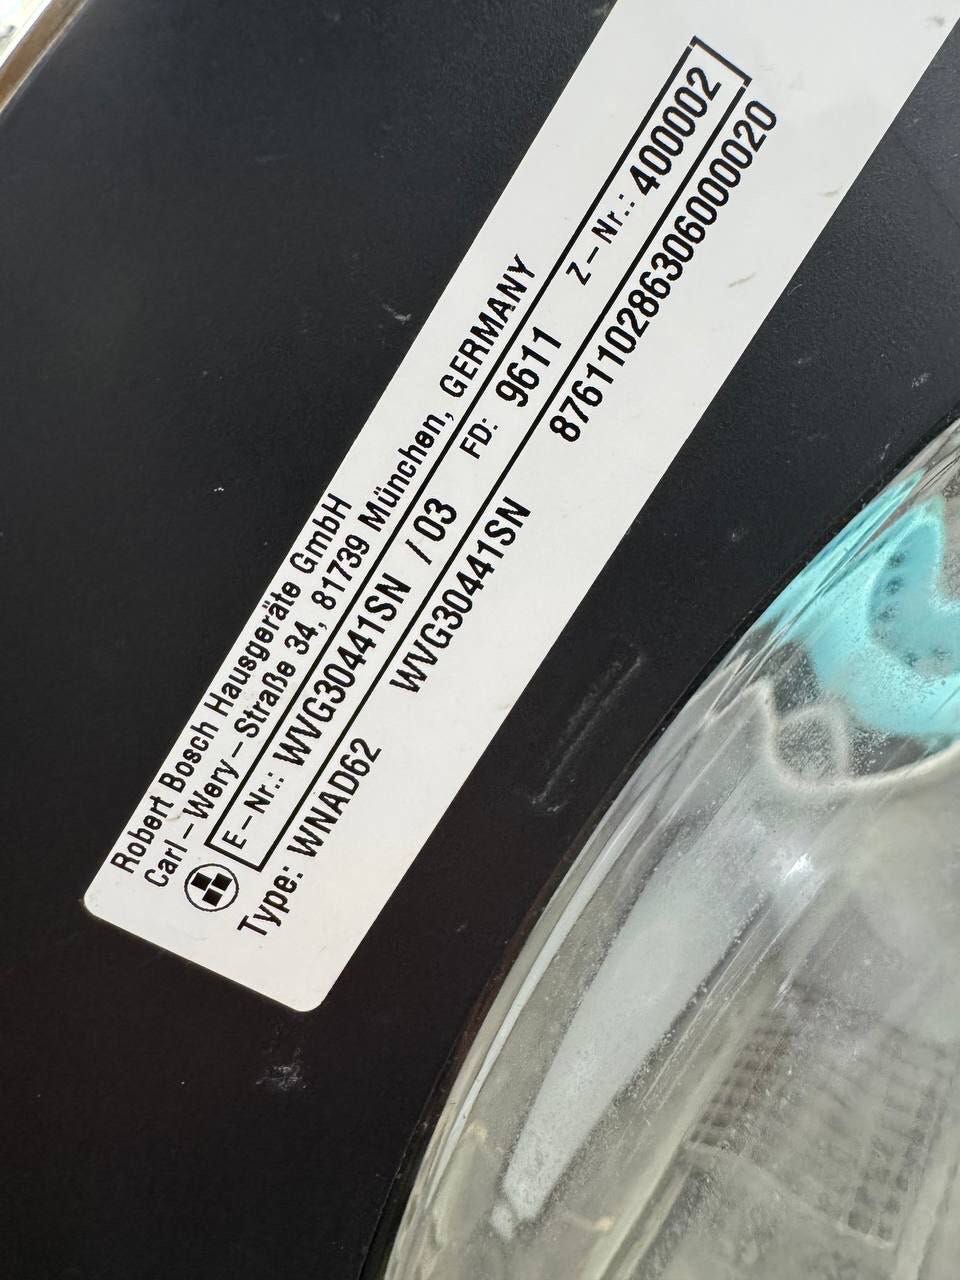 Robert Bosch Hausgeräte GmbH
Carl-Wery-Straße 34, 81739 München, GERMANY
E-Nr.: WVG30441SN /03 FD: 9611 Z-Nr.: 400002
Type: WNAD62 WVG30441SN 876110286306000020